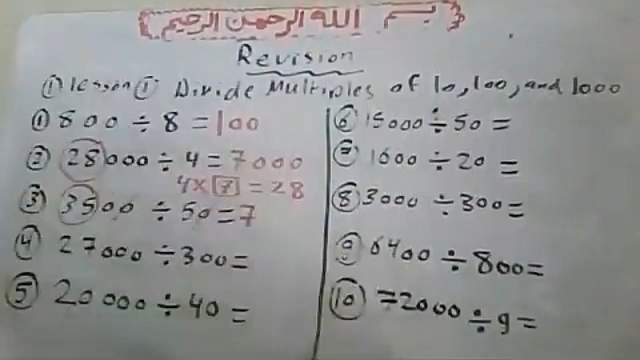 بسم الله الرحمن الرحيم
Revision
① lesson ① Divide Multiples of 10, 100, and 1000
① 800 ÷ 8 = 100
② 28000 ÷ 4 = 7000
4 × 7 = 28
③ 3500 ÷ 50 = 7
④ 27000 ÷ 300 =
⑤ 20000 ÷ 40 =
⑥ 15000 ÷ 50 =
⑦ 1600 ÷ 20 =
⑧ 3000 ÷ 300 =
⑨ 6400 ÷ 800 =
⑩ 72000 ÷ 9 =